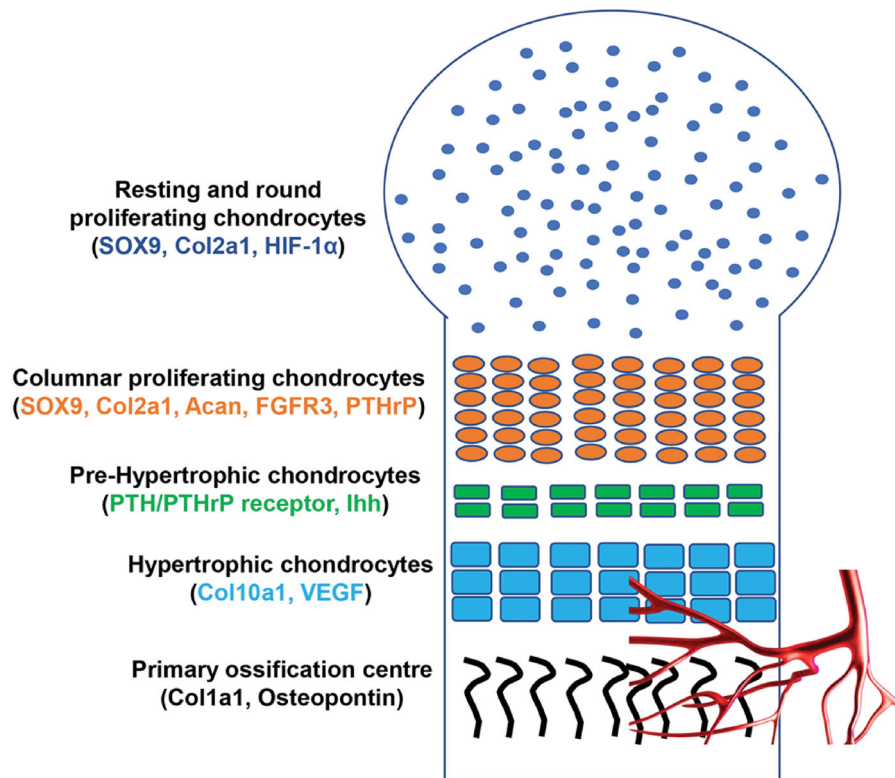 Resting and round
proliferating chondrocytes
(SOX9, Col2a1, HIF-1α)
Columnar proliferating chondrocytes
(SOX9, Col2a1, Acan, FGFR3, PTHrP)
Pre-Hypertrophic chondrocytes
(PTH/PTHrP receptor, Ihh)
Hypertrophic chondrocytes
(Col10a1, VEGF)
Primary ossification centre
(Col1a1, Osteopontin)